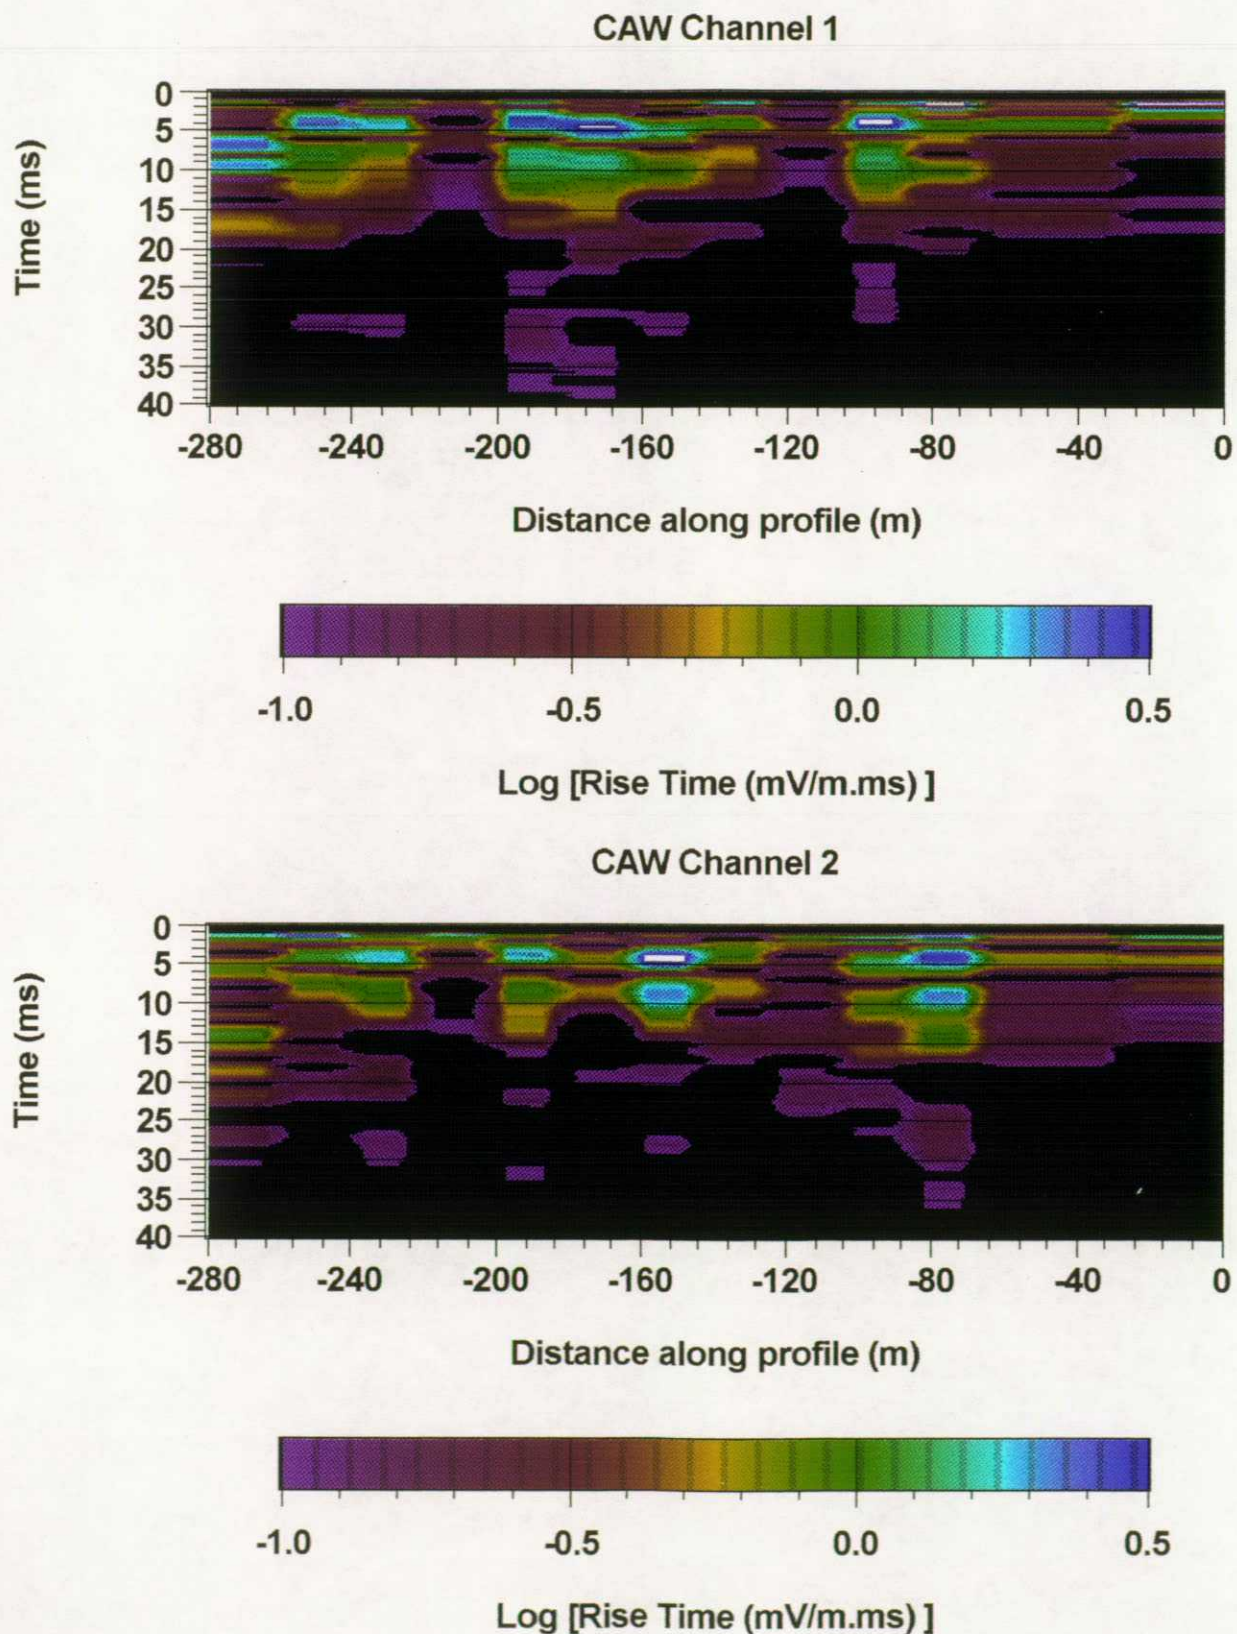 CAW Channel 1
Time (ms)
0
5
10
15
20
25
30
35
40
-280 -240 -200 -160 -120 -80 -40 0
Distance along profile (m)
-1.0 -0.5 0.0 0.5
Log [Rise Time (mV/m.ms) ]
CAW Channel 2
Time (ms)
0
5
10
15
20
25
30
35
40
-280 -240 -200 -160 -120 -80 -40 0
Distance along profile (m)
-1.0 -0.5 0.0 0.5
Log [Rise Time (mV/m.ms) ]